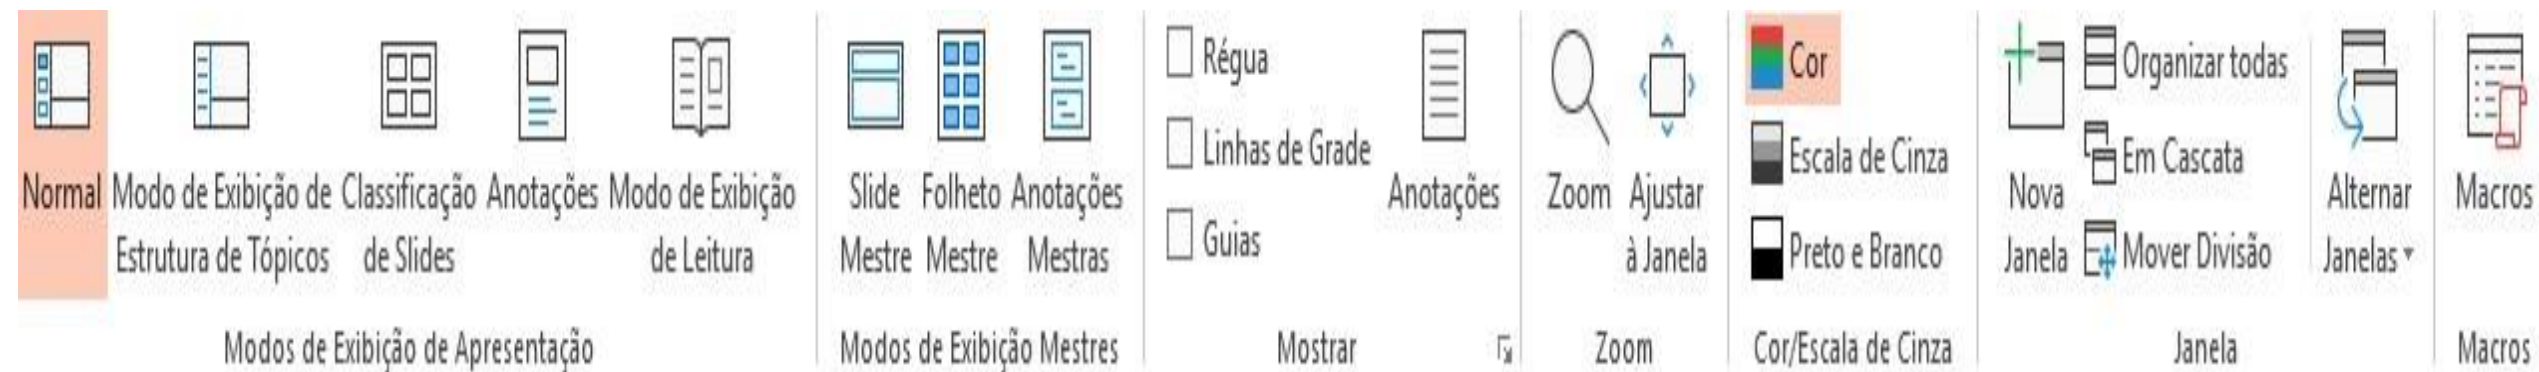 Normal
Modo de Exibição de
Estrutura de Tópicos
Classificação
de Slides
Anotações
Modo de Exibição
de Leitura
Modos de Exibição de Apresentação
Slide
Mestre
Folheto
Mestre
Anotações
Mestras
Modos de Exibição Mestres
Régua
Linhas de Grade
Guias
Anotações
Mostrar
Zoom
Ajustar
à Janela
Zoom
Cor
Escala de Cinza
Preto e Branco
Cor/Escala de Cinza
Nova
Janela
Organizar todas
Em Cascata
Mover Divisão
Alternar
Janelas
Janela
Macros
Macros